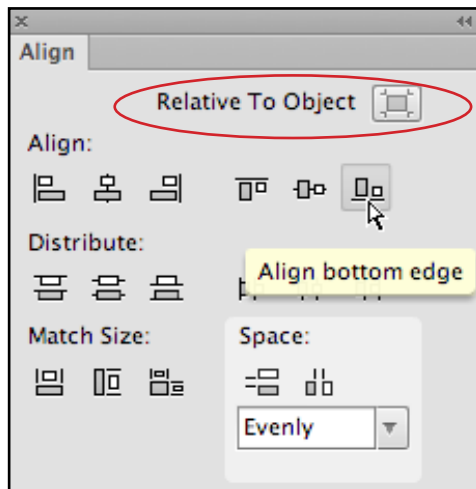 Align
Relative To Object
Align:
Distribute:
Align bottom edge
Match Size:
Space:
Evenly